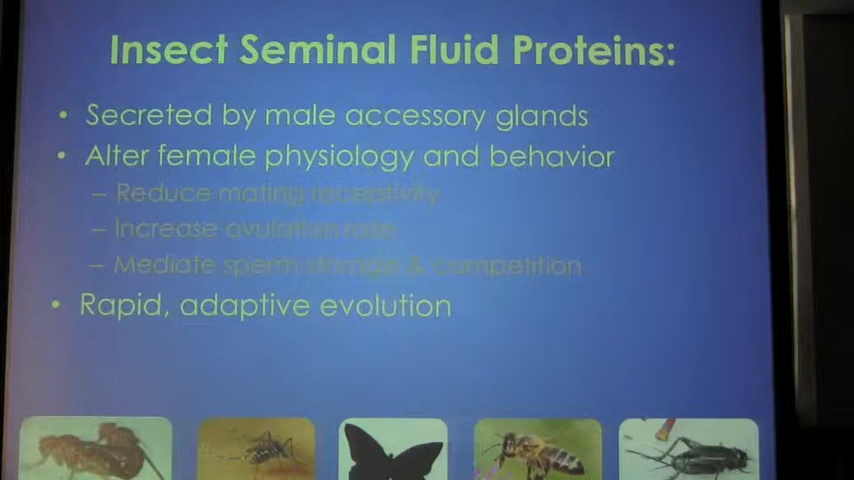 Insect Seminal Fluid Proteins:
• Secreted by male accessory glands
• Alter female physiology and behavior
– Reduce mating receptivity
– Increase ovulation rate
– Mediate sperm storage & competition
• Rapid, adaptive evolution